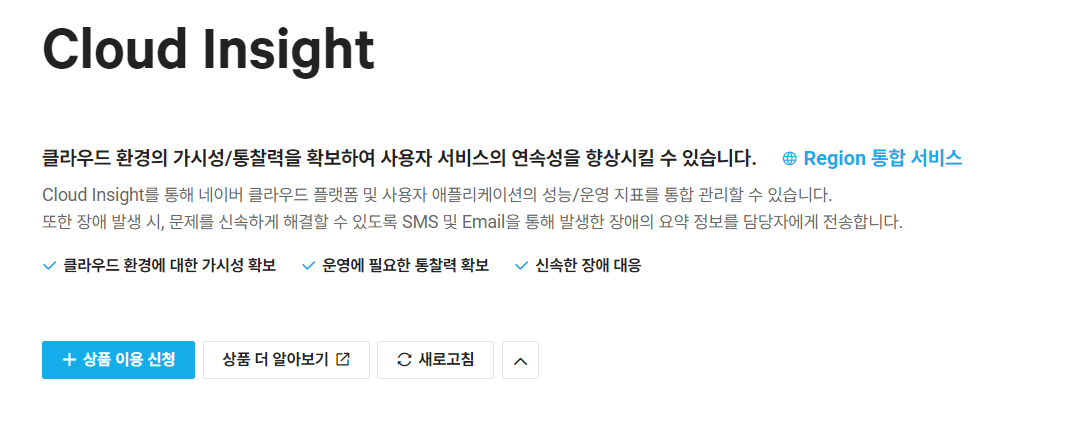 Cloud Insight
클라우드 환경의 가시성/통찰력을 확보하여 사용자 서비스의 연속성을 향상시킬 수 있습니다. Region 통합 서비스
Cloud Insight를 통해 네이버 클라우드 플랫폼 및 사용자 애플리케이션의 성능/운영 지표를 통합 관리할 수 있습니다.
또한 장애 발생 시, 문제를 신속하게 해결할 수 있도록 SMS 및 Email을 통해 발생한 장애의 요약 정보를 담당자에게 전송합니다.
클라우드 환경에 대한 가시성 확보 운영에 필요한 통찰력 확보 신속한 장애 대응
상품 이용 신청 상품 더 알아보기 새로고침